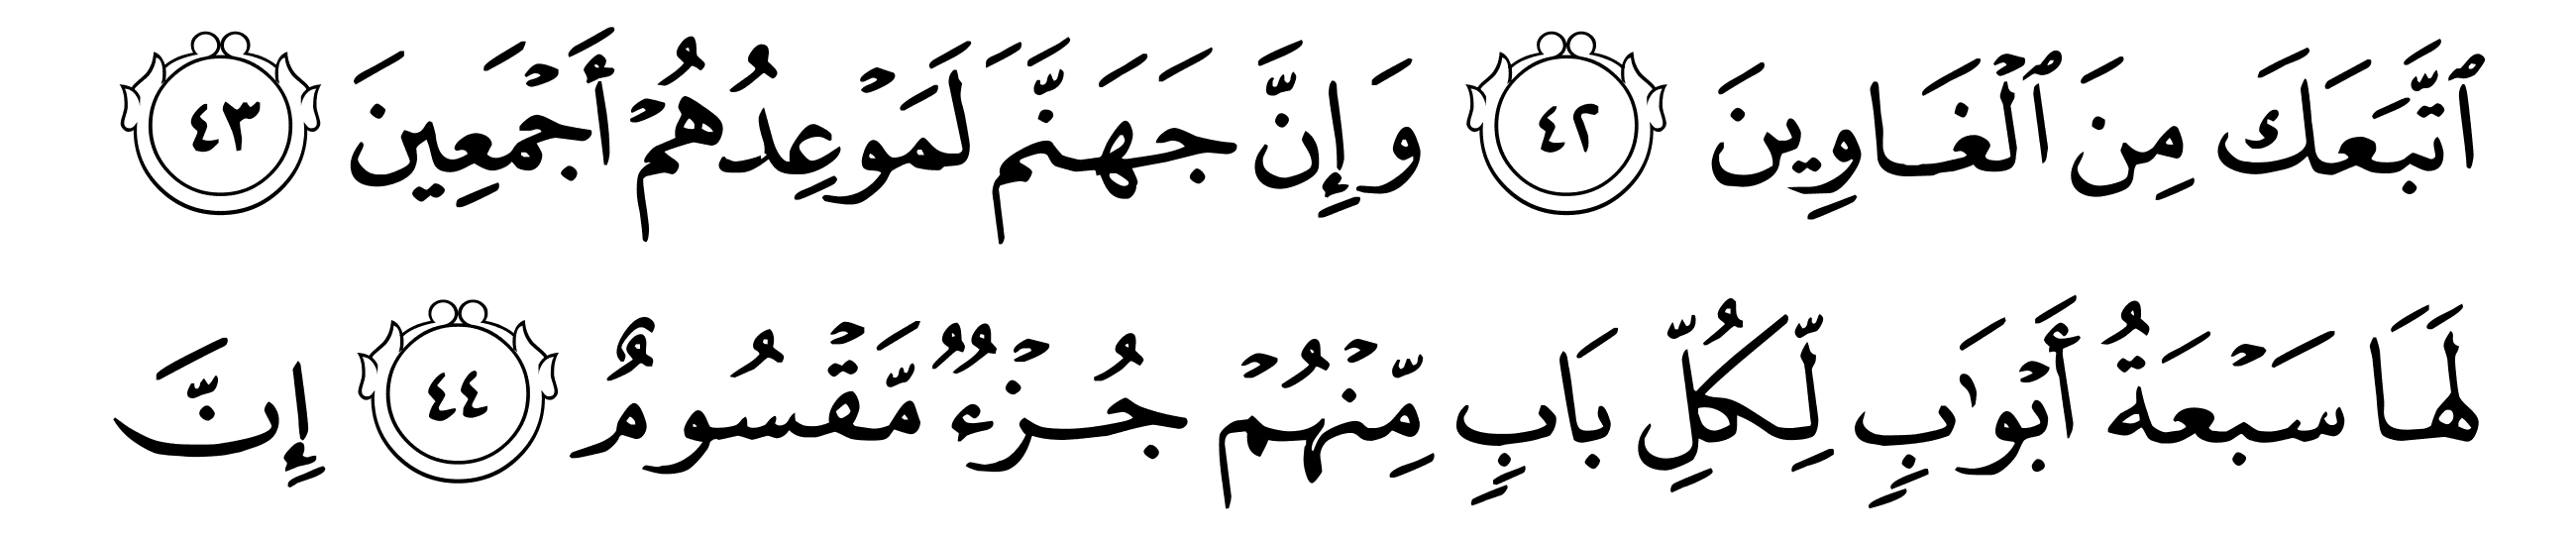 ٱتَّبَعَكَ مِنَ ٱلْغَاوِينَ ٤٢ وَإِنَّ جَهَنَّمَ لَمَوْعِدُهُمْ أَجْمَعِينَ ٤٣
لَهَا سَبْعَةُ أَبْوَٰبٍ لِّكُلِّ بَابٍ مِّنْهُمْ جُزْءٌ مَّقْسُومٌ ٤٤ إِنَّ